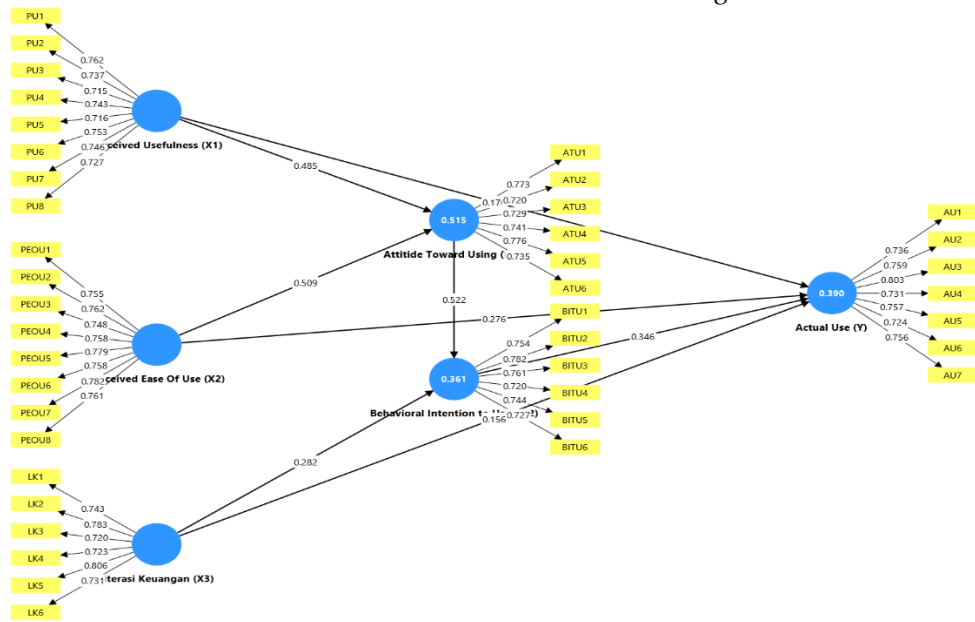 g
PU1
PU2
PU3
PU4
PU5
PU6
PU7
PU8
0.762
0.737
0.715
0.743
0.716
0.753
0.746
0.727
ceived Usefulness (X1)
0.485
PEOU1
PEOU2
PEOU3
PEOU4
PEOU5
PEOU6
PEOU7
PEOU8
0.755
0.762
0.748
0.758
0.779
0.758
0.782
0.761
ceived Ease Of Use (X2)
0.509
LK1
LK2
LK3
LK4
LK5
LK6
0.743
0.783
0.720
0.723
0.806
0.731
terasi Keuangan (X3)
0.282
0.515
Attitide Toward Using (
0.522
ATU1
ATU2
ATU3
ATU4
ATU5
ATU6
0.773
0.720
0.729
0.741
0.776
0.735
0.276
0.361
Behavioral Intention to
0.156
BITU1
BITU2
BITU3
BITU4
BITU5
BITU6
0.754
0.782
0.761
0.720
0.744
0.727
0.346
0.390
Actual Use (Y)
AU1
AU2
AU3
AU4
AU5
AU6
AU7
0.736
0.759
0.803
0.731
0.757
0.724
0.756